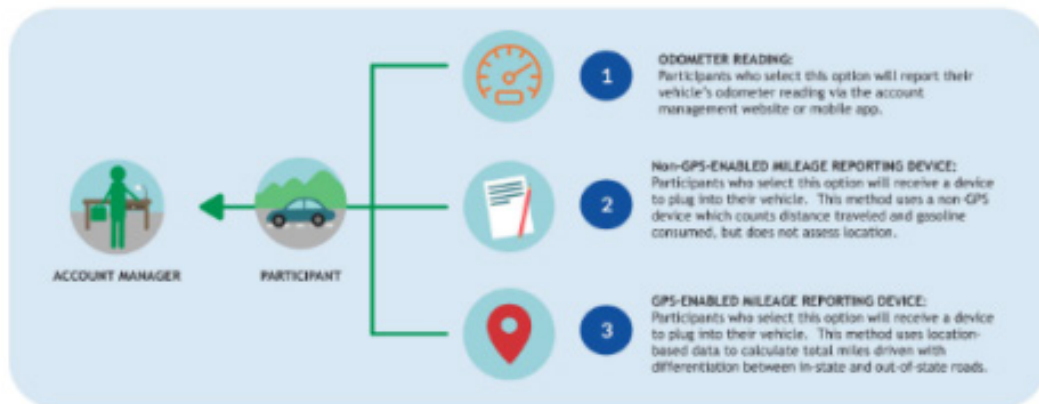 1
ODOMETER READING:
Participants who select this option will report their
vehicle's odometer reading via the account
management website or mobile app.
2
Non-GPS-ENABLED MILEAGE REPORTING DEVICE:
Participants who select this option will receive a device
to plug into their vehicle. This method uses a non-GPS
device which counts distance traveled and gasoline
consumed, but does not assess location.
ACCOUNT MANAGER
PARTICIPANT
3
GPS-ENABLED MILEAGE REPORTING DEVICE:
Participants who select this option will receive a device
to plug into their vehicle. This method uses location-
based data to calculate total miles driven with
differentiation between in-state and out-of-state roads.